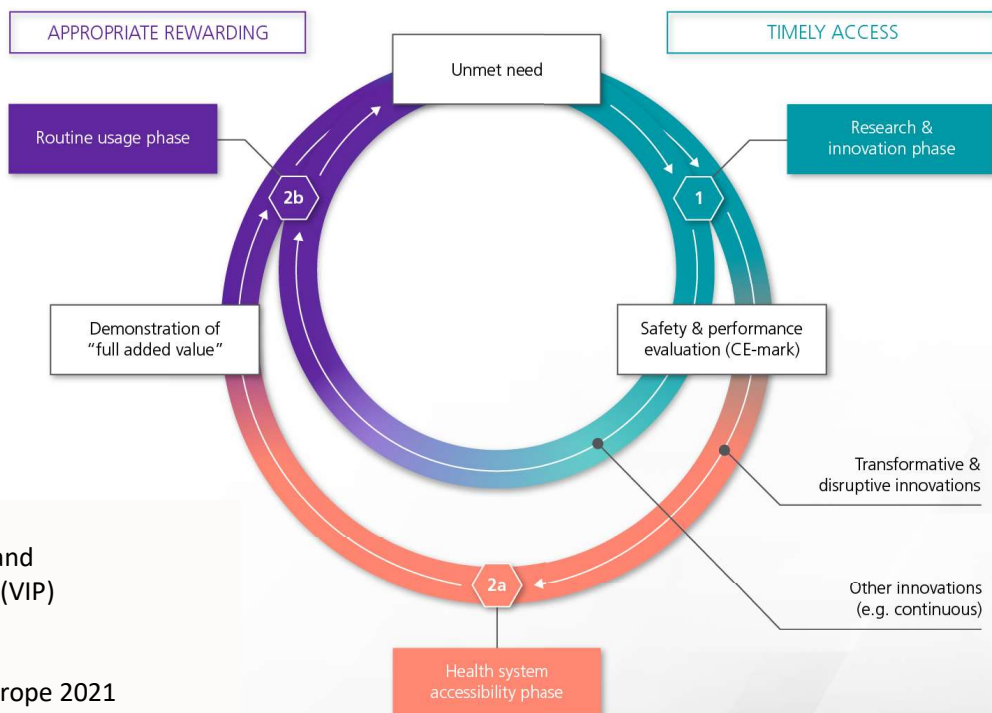 APPROPRIATE REWARDING
TIMELY ACCESS
Unmet need
Routine usage phase
Research &
innovation phase
2b
1
Demonstration of
“full added value”
Safety & performance
evaluation (CE-mark)
Transformative &
disruptive innovations
and
(VIP)
2a
Other innovations
(e.g. continuous)
Health system
accessibility phase
rope 2021